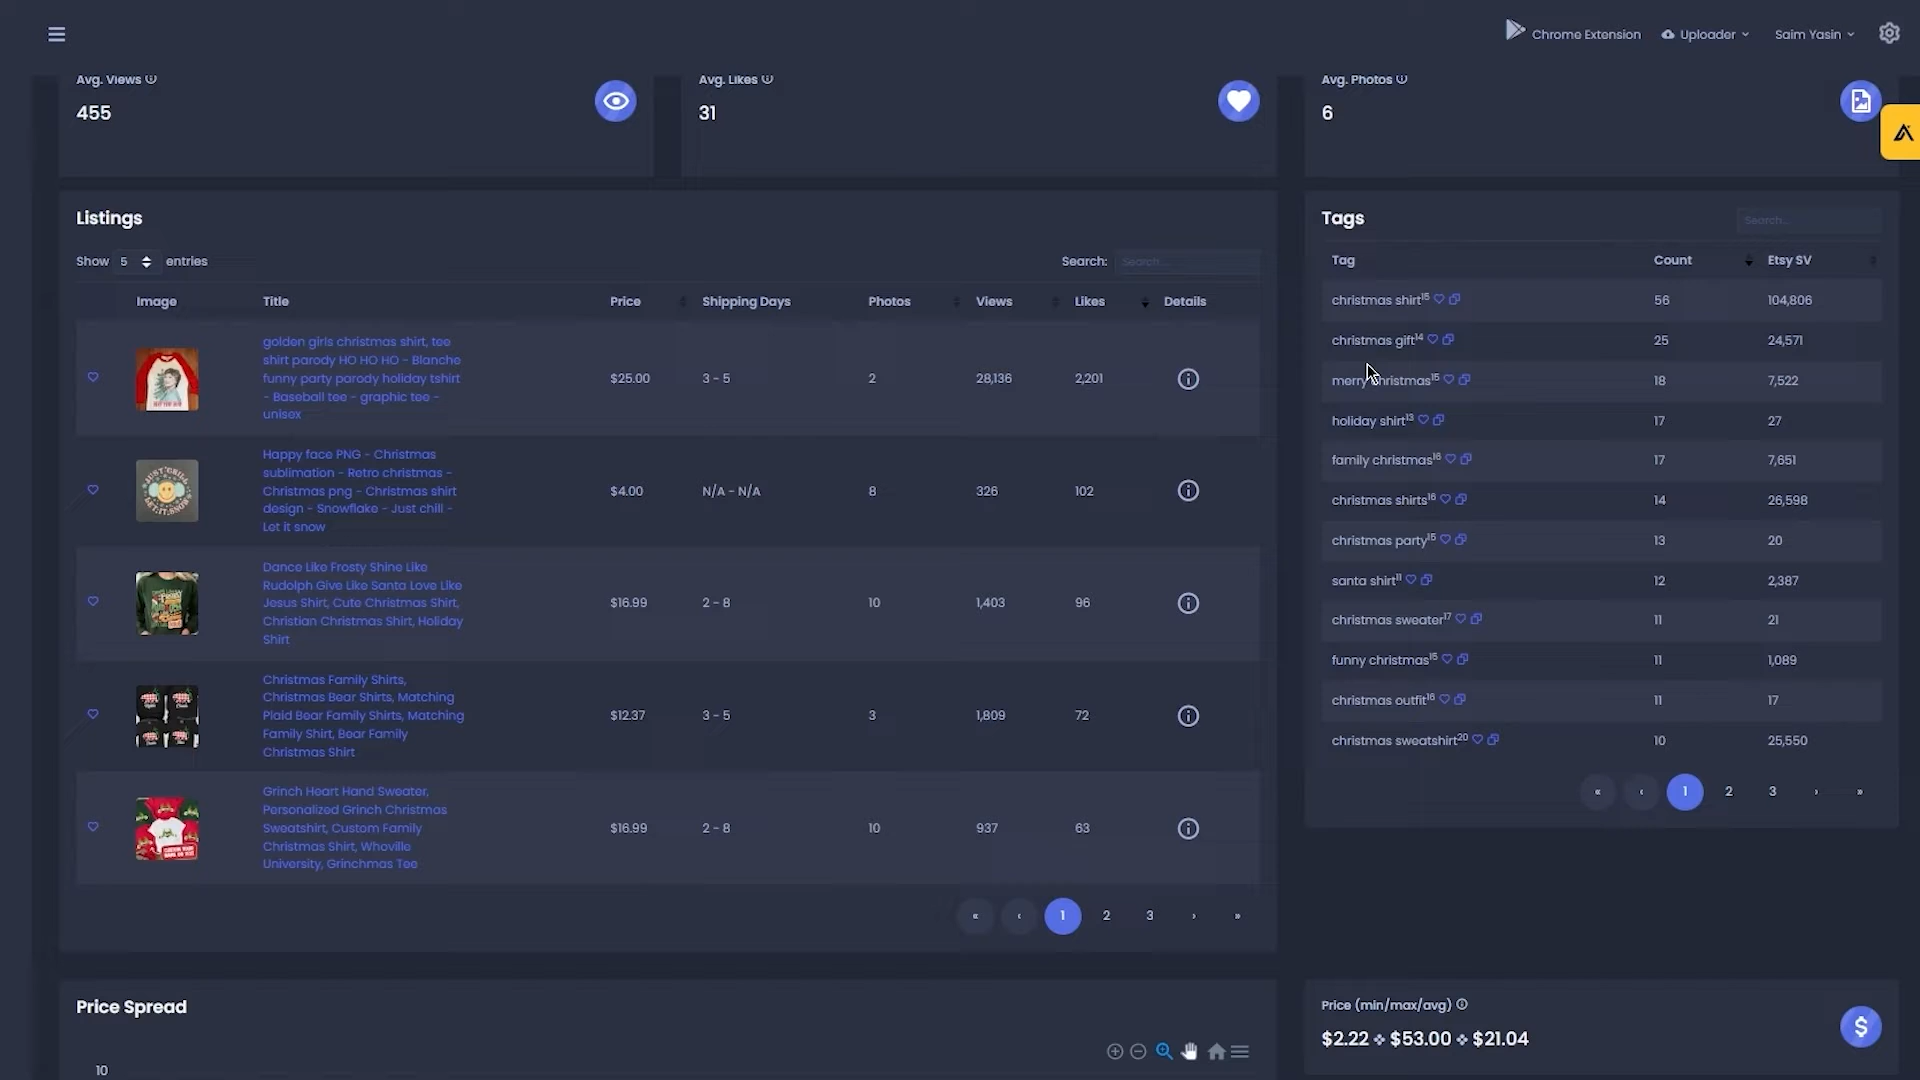 Chrome Extension
Uploader
Saim Yasin
Avg. Views
455
Avg. Likes
31
Avg. Photos
6
Listings
Show 5 entries
Search:
Search...
Image Title Price Shipping Days Photos Views Likes Details
golden girls christmas shirt, tee
shirt parody HO HO HO - Blanche
funny party parody holiday tshirt
- Baseball tee - graphic tee -
unisex
$25.00 3 - 5 2 28,136 2,201
Happy face PNG - Christmas
sublimation - Retro christmas -
Christmas png - Christmas shirt
design - Snowflake - Just chill -
Let it snow
$4.00 N/A - N/A 8 326 102
Dance Like Frosty Shine Like
Rudolph Give Like Santa Love Like
Jesus Shirt, Cute Christmas Shirt,
Christian Christmas Shirt, Holiday
Shirt
$16.99 2 - 8 10 1,403 96
Christmas Family Shirts,
Christmas Bear Shirts, Matching
Plaid Bear Family Shirts, Matching
Family Shirt, Bear Family
Christmas Shirt
$12.37 3 - 5 3 1,809 72
Grinch Heart Hand Sweater,
Personalized Grinch Christmas
Sweatshirt, Custom Family
Christmas Shirt, Whoville
University, Grinchmas Tee
$16.99 2 - 8 10 937 63
« ‹ 1 2 3 › »
Tags
Search...
Tag Count Etsy SV
christmas shirt15 56 104,806
christmas gift14 25 24,571
merry christmas15 18 7,522
holiday shirt13 17 27
family christmas16 17 7,651
christmas shirts16 14 26,598
christmas party15 13 20
santa shirt11 12 2,387
christmas sweater17 11 21
funny christmas15 11 1,089
christmas outfit16 11 17
christmas sweatshirt20 10 25,550
« ‹ 1 2 3 › »
Price Spread
10
Price (min/max/avg)
$2.22 $53.00 $21.04